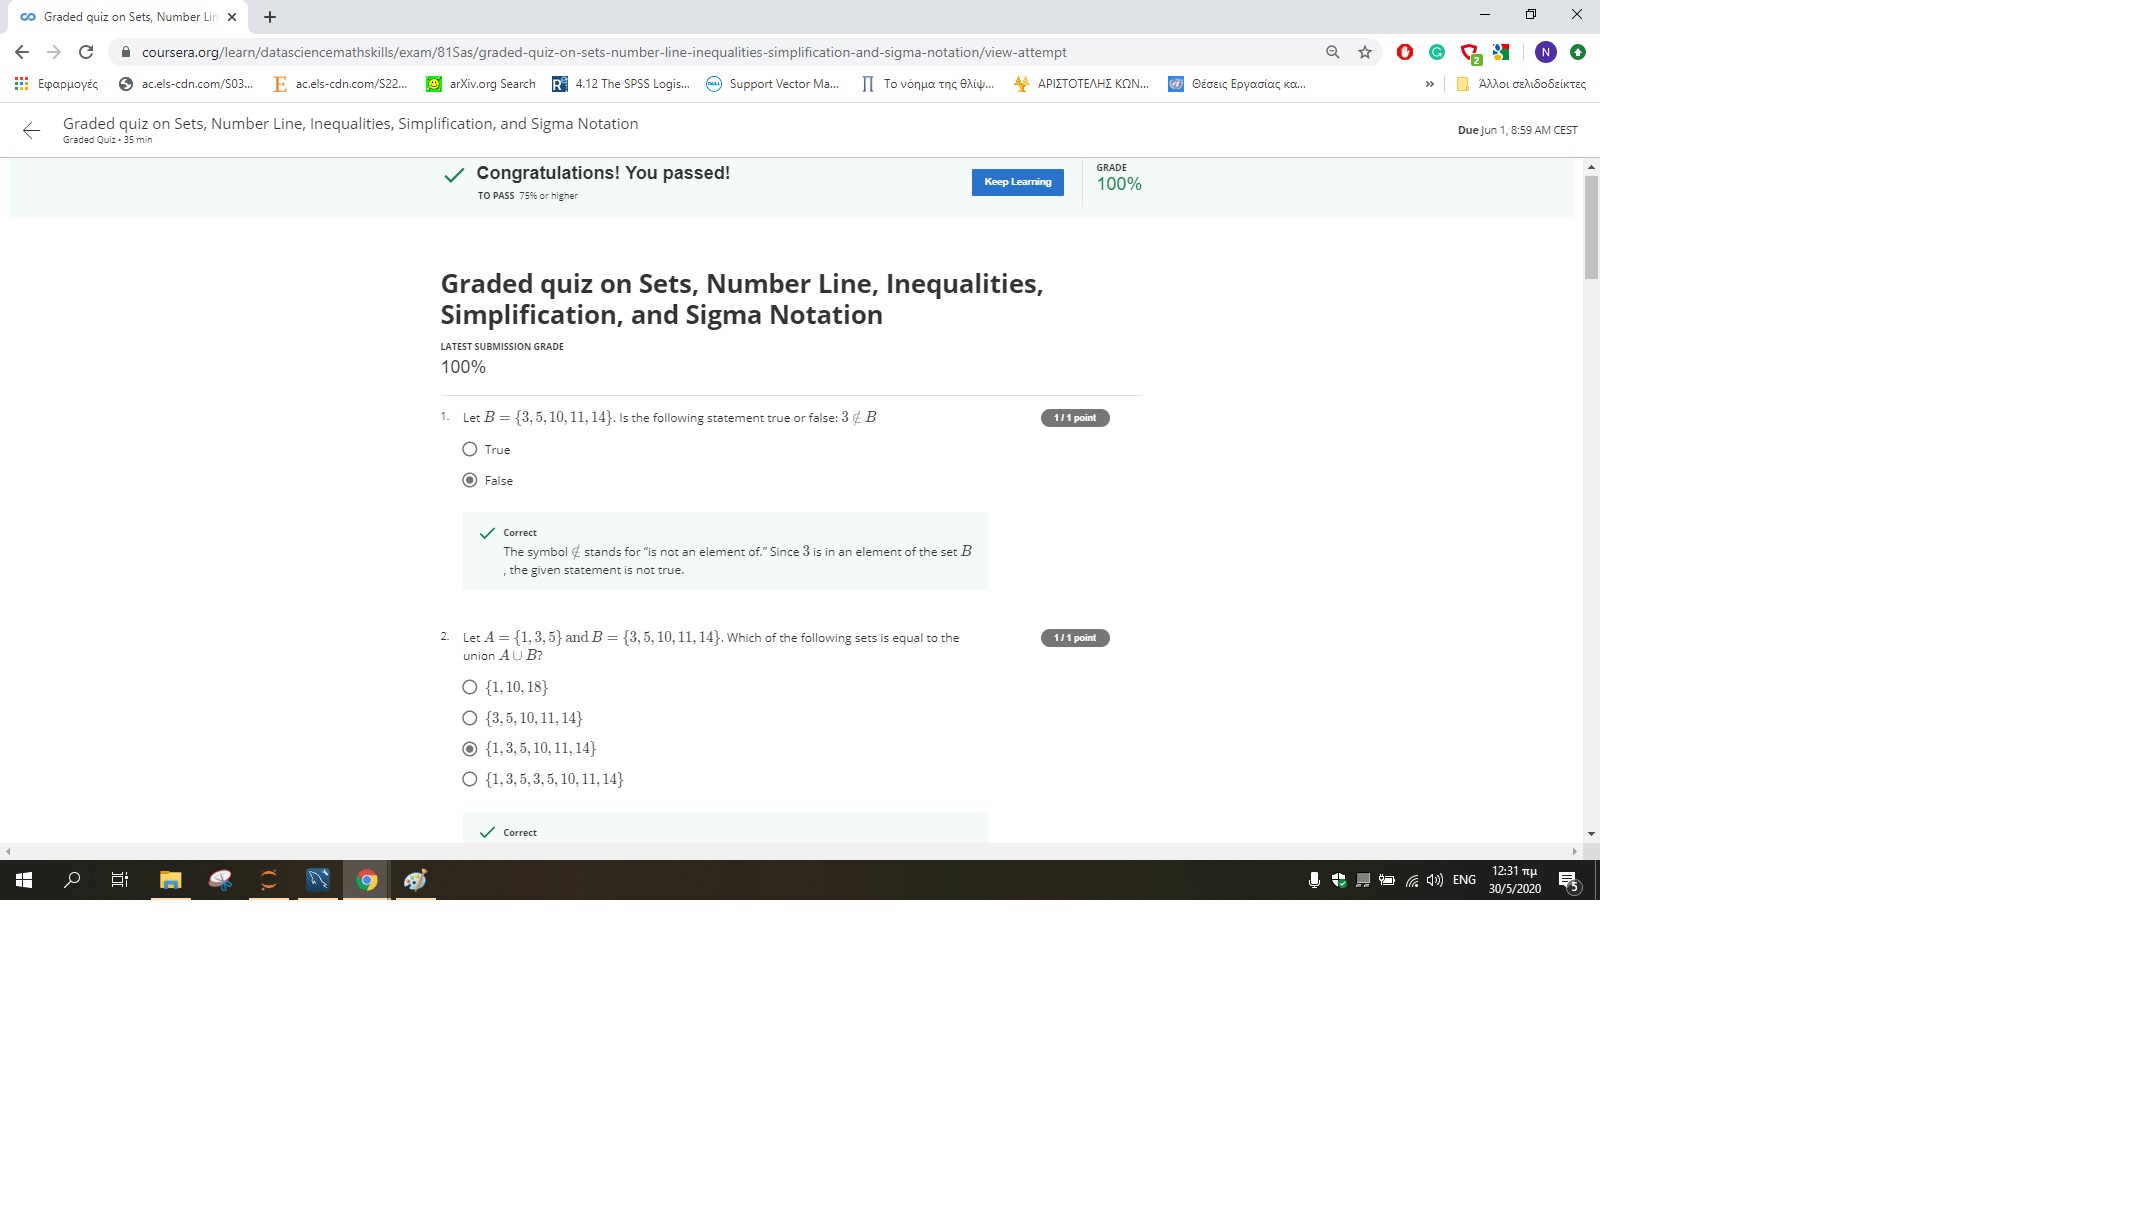 Graded quiz on Sets, Number Lin
coursera.org/learn/datasciencemathskills/exam/81Sas/graded-quiz-on-sets-number-line-inequalities-simplification-and-sigma-notation/view-attempt
2
N
Εφαρμογές ac.els-cdn.com/S03... ac.els-cdn.com/S22... arXiv.org Search 4.12 The SPSS Logis... Support Vector Ma... Το νόημα της θλίψ... ΑΡΙΣΤΟΤΕΛΗΣ ΚΩΝ... Θέσεις Εργασίας κα... » Άλλοι σελιδοδείκτες
Graded quiz on Sets, Number Line, Inequalities, Simplification, and Sigma Notation
Graded Quiz • 35 min
Due Jun 1, 8:59 AM CEST
Congratulations! You passed!
TO PASS 75% or higher
Keep Learning
GRADE
100%
Graded quiz on Sets, Number Line, Inequalities,
Simplification, and Sigma Notation
LATEST SUBMISSION GRADE
100%
1. Let B = {3, 5, 10, 11, 14}. Is the following statement true or false: 3 ∉ B
1 / 1 point
True
False
Correct
The symbol ∉ stands for “is not an element of.” Since 3 is in an element of the set B
, the given statement is not true.
2. Let A = {1, 3, 5} and B = {3, 5, 10, 11, 14}. Which of the following sets is equal to the
union A ∪ B?
1 / 1 point
{1, 10, 18}
{3, 5, 10, 11, 14}
{1, 3, 5, 10, 11, 14}
{1, 3, 5, 3, 5, 10, 11, 14}
Correct
ENG
12:31 πμ
30/5/2020
5